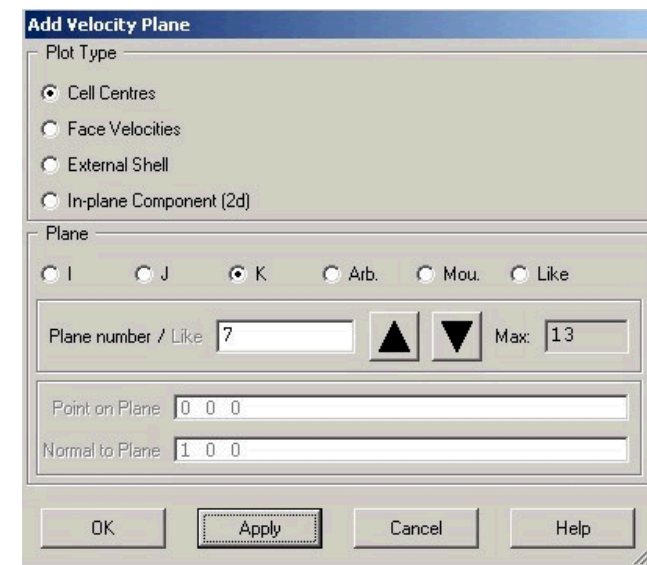 Add Velocity Plane
Plot Type
Cell Centres
Face Velocities
External Shell
In-plane Component (2d)
Plane
I J K Arb. Mou. Like
Plane number / Like 7 Max: 13
Point on Plane 0 0 0
Normal to Plane 1 0 0
OK Apply Cancel Help